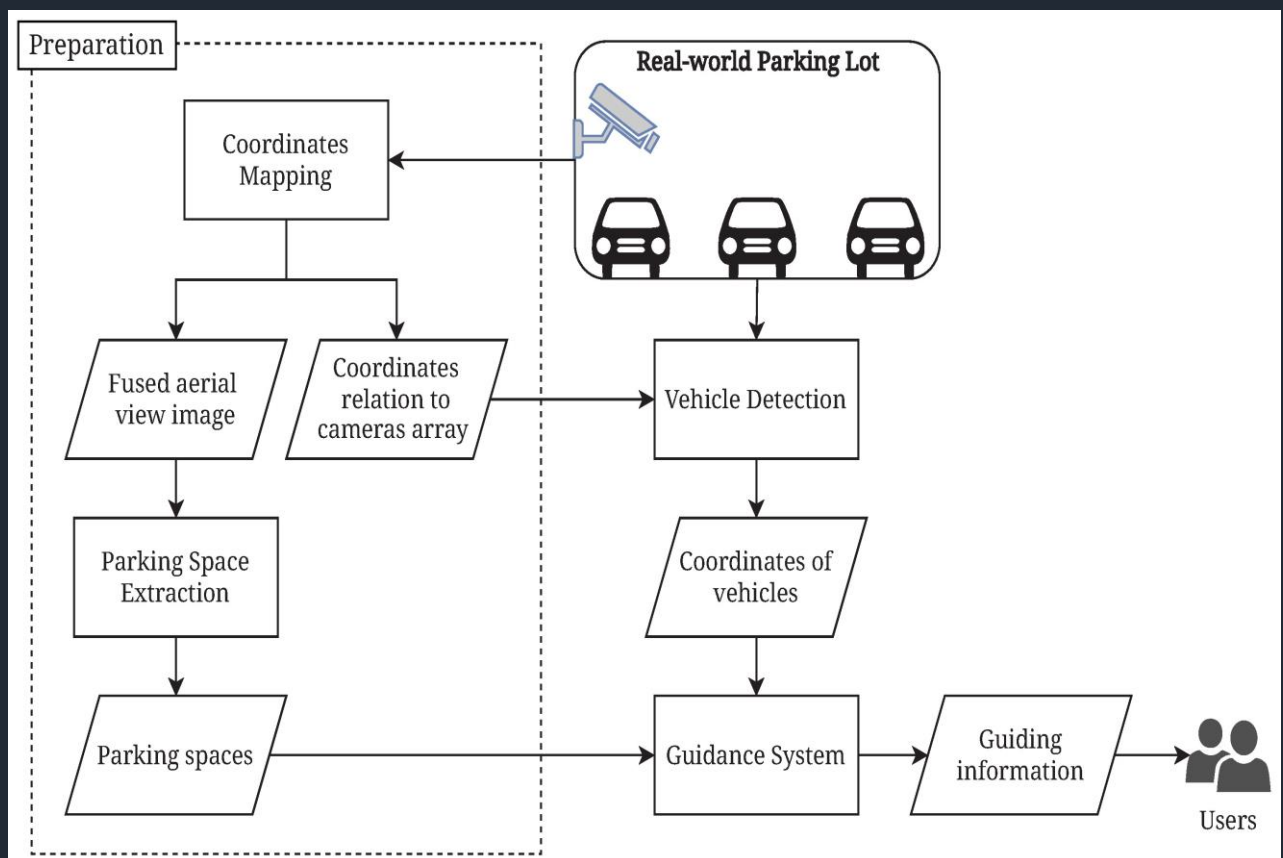 Preparation
Real-world Parking Lot
Coordinates
Mapping
Fused aerial
view image
Coordinates
relation to
cameras array
Vehicle Detection
Parking Space
Extraction
Coordinates of
vehicles
Parking spaces
Guidance System
Guiding
information
Users